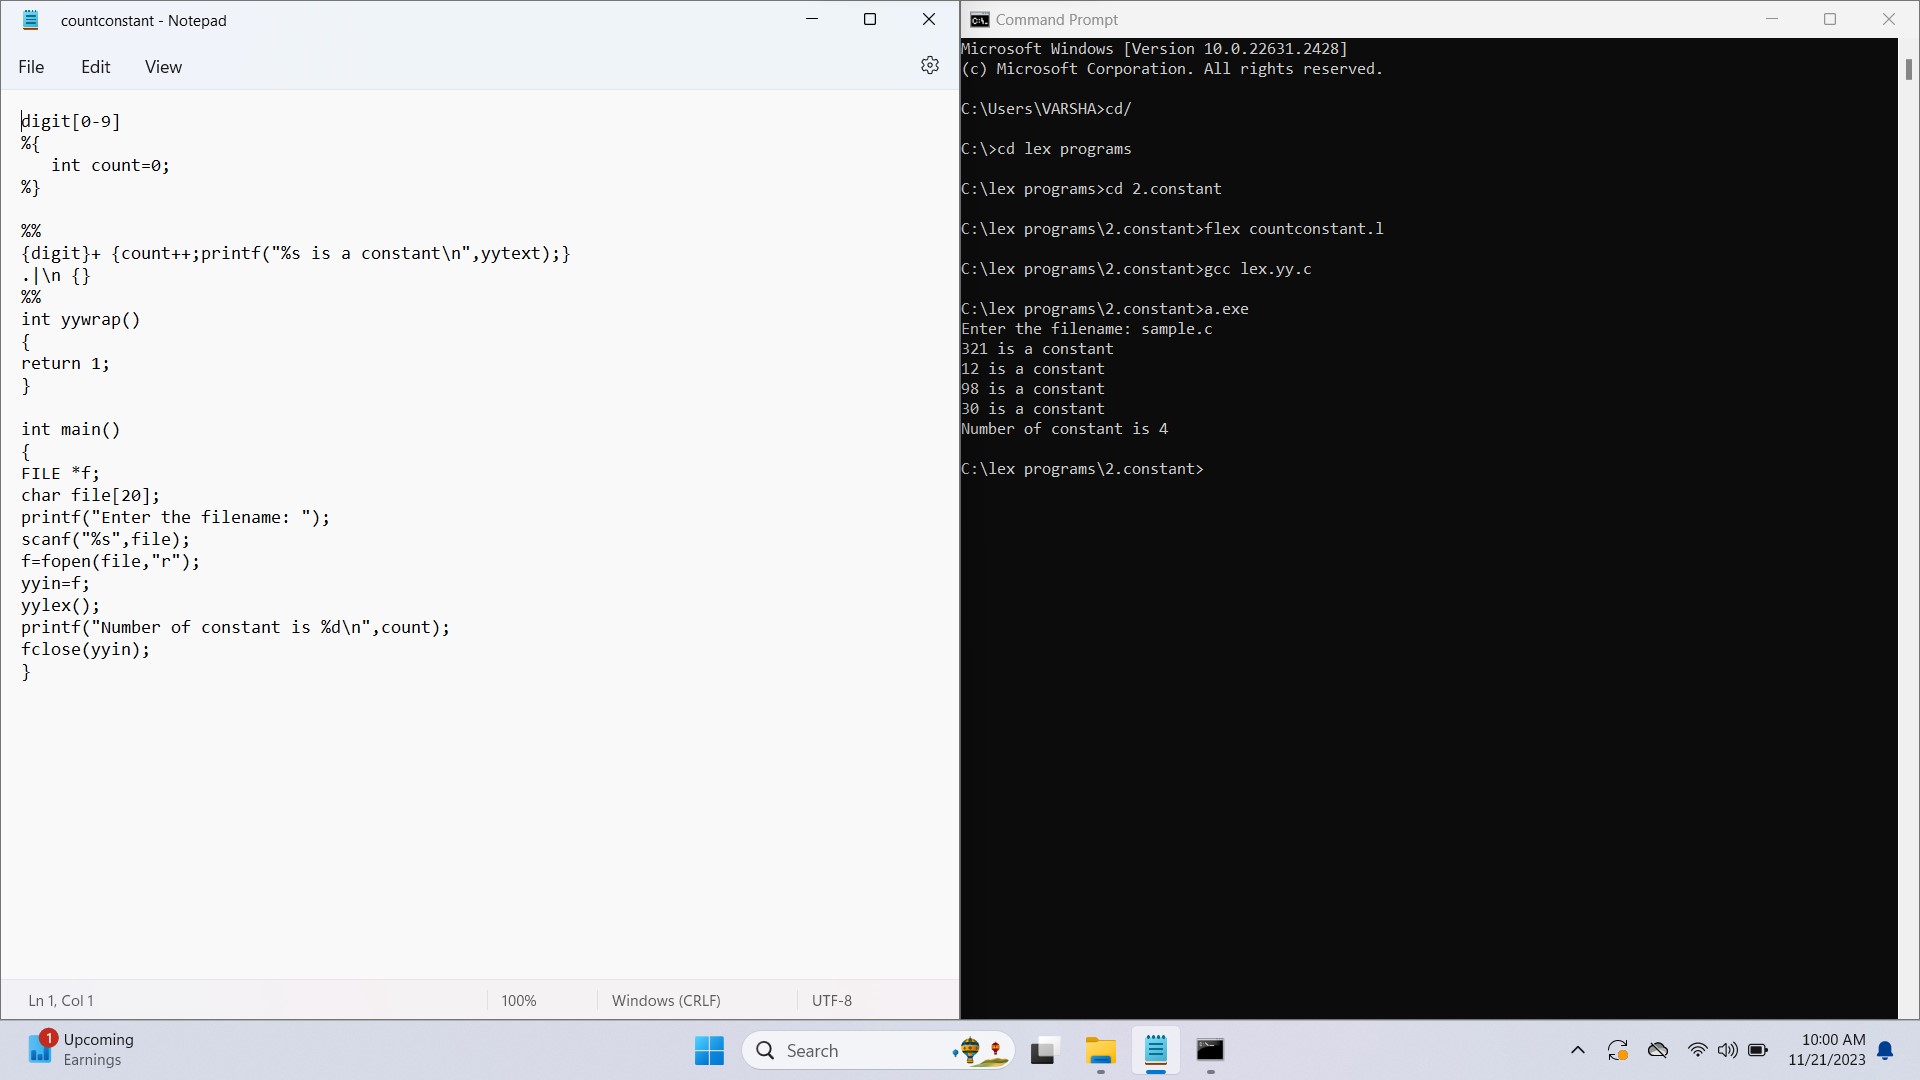 countconstant - Notepad
File Edit View
digit[0-9]
%{
   int count=0;
%}

%%
{digit}+ {count++;printf("%s is a constant\n",yytext);}
.|\n {}
%%
int yywrap()
{
return 1;
}

int main()
{
FILE *f;
char file[20];
printf("Enter the filename: ");
scanf("%s",file);
f=fopen(file,"r");
yyin=f;
yylex();
printf("Number of constant is %d\n",count);
fclose(yyin);
}
Ln 1, Col 1 100% Windows (CRLF) UTF-8
Command Prompt
Microsoft Windows [Version 10.0.22631.2428]
(c) Microsoft Corporation. All rights reserved.

C:\Users\VARSHA>cd/

C:\>cd lex programs

C:\lex programs>cd 2.constant

C:\lex programs\2.constant>flex countconstant.l

C:\lex programs\2.constant>gcc lex.yy.c

C:\lex programs\2.constant>a.exe
Enter the filename: sample.c
321 is a constant
12 is a constant
98 is a constant
30 is a constant
Number of constant is 4

C:\lex programs\2.constant>
1
Upcoming
Earnings
Search
10:00 AM
11/21/2023